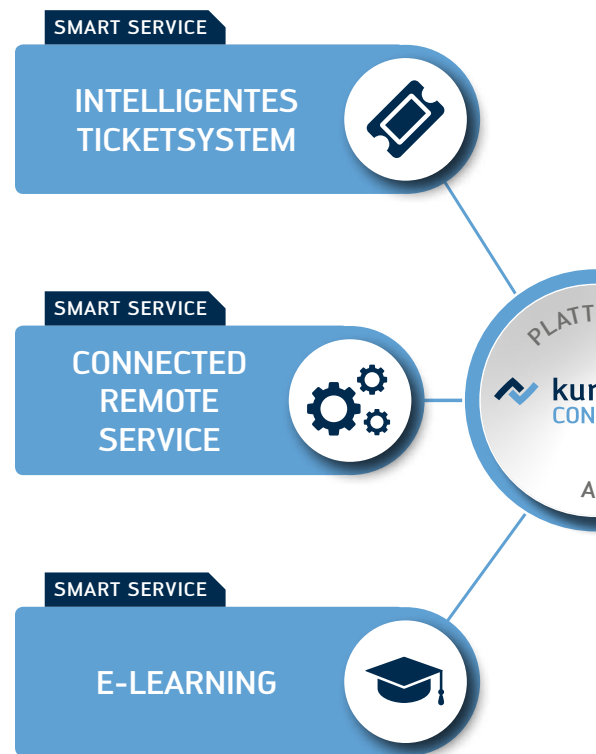 SMART SERVICE
INTELLIGENTES
TICKETSYSTEM
SMART SERVICE
CONNECTED
REMOTE
SERVICE
SMART SERVICE
E-LEARNING